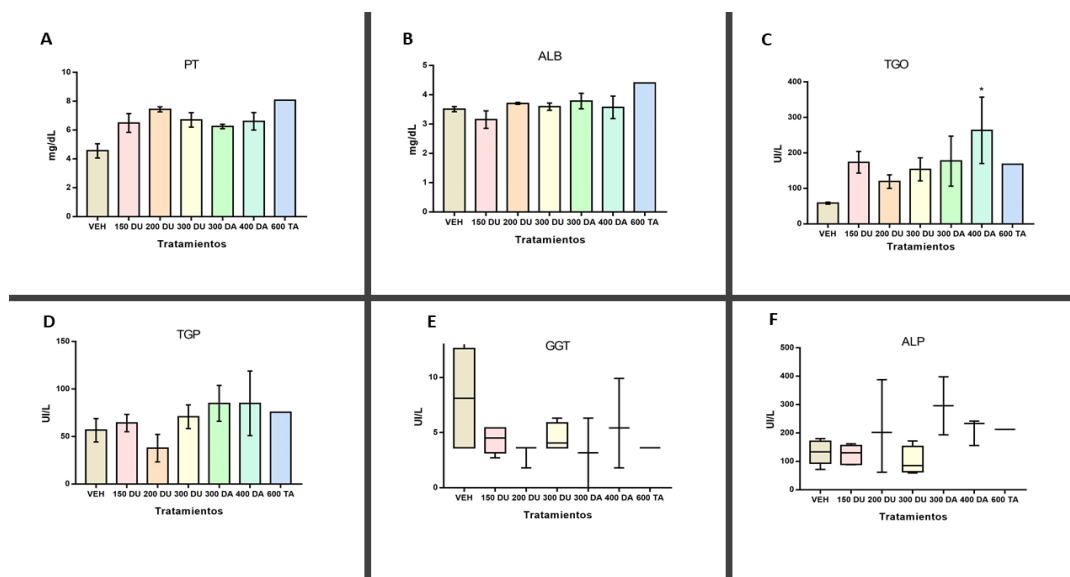 A
PT
10
8
6
4
2
0
mg/dL
VEH 150 DU 200 DU 300 DU 300 DA 400 DA 600 TA
Tratamientos
B
ALB
5
4
3
2
1
0
mg/dL
VEH 150 DU 200 DU 300 DU 300 DA 400 DA 600 TA
Tratamientos
C
TGO
400
300
200
100
0
UI/L
*
VEH 150 DU 200 DU 300 DU 300 DA 400 DA 600 TA
Tratamientos
D
TGP
150
100
50
0
UI/L
VEH 150 DU 200 DU 300 DU 300 DA 400 DA 600 TA
Tratamientos
E
GGT
10
5
0
UI/L
VEH 150 DU 200 DU 300 DU 300 DA 400 DA 600 TA
Tratamientos
F
ALP
500
400
300
200
100
0
UI/L
VEH 150 DU 200 DU 300 DU 300 DA 400 DA 600 TA
Tratamientos